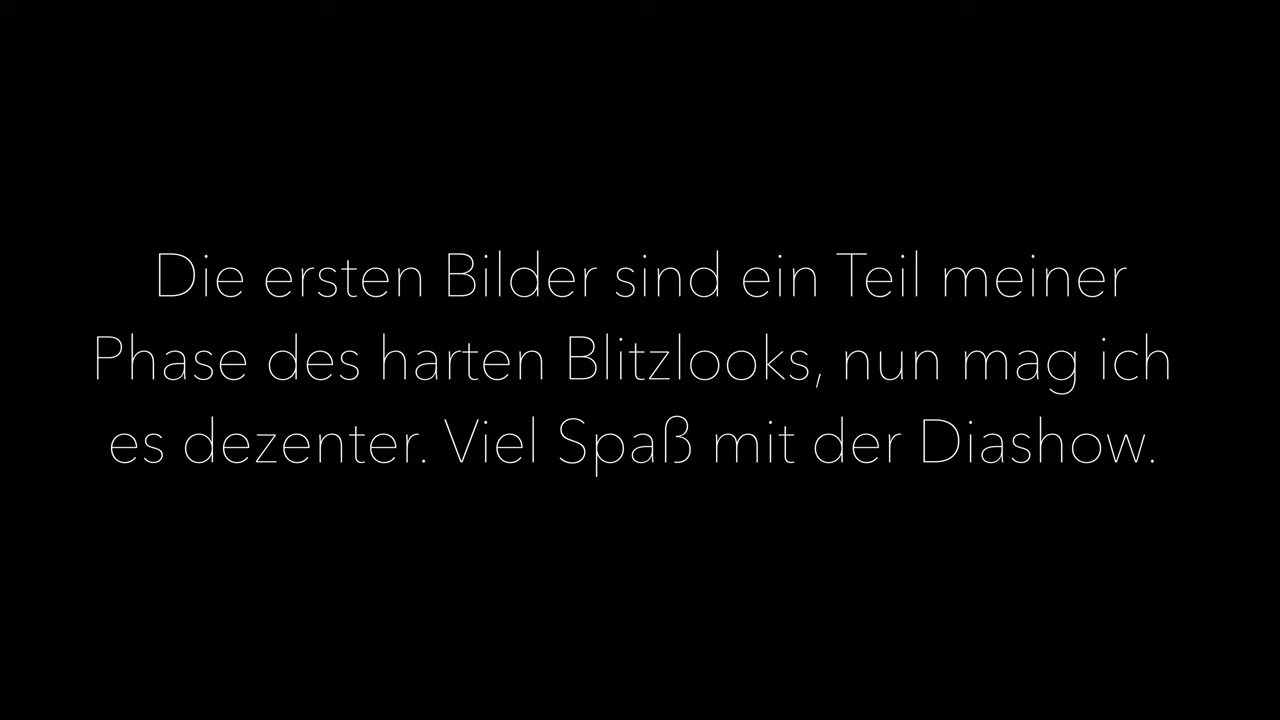 Die ersten Bilder sind ein Teil meiner
Phase des harten Blitzlooks, nun mag ich
es dezenter. Viel Spaß mit der Diashow.